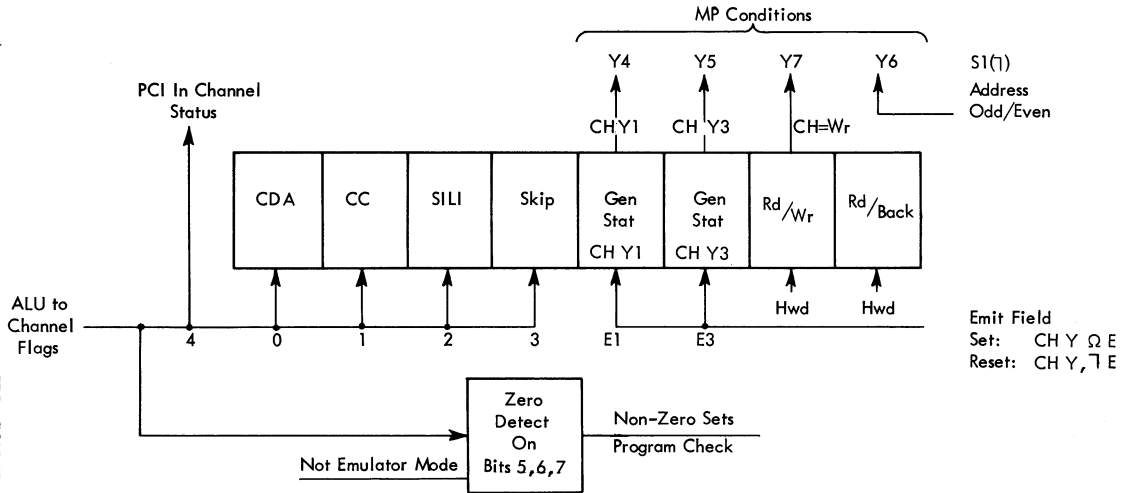 MP Conditions
Y4 Y5 Y7 Y6 S1(⅂)
PCI In Channel
Status
Address
Odd/Even
CH Y1 CH Y3 CH=Wr
CDA CC SILI Skip Gen Stat Gen Stat Rd/Wr Rd/Back
CH Y1 CH Y3
ALU to
Channel
Flags
Hwd Hwd
4 0 1 2 3 E1 E3
Emit Field
Set: CH Y Ω E
Reset: CH Y,⅂ E
Zero
Detect
On
Bits 5,6,7
Non-Zero Sets
Program Check
Not Emulator Mode